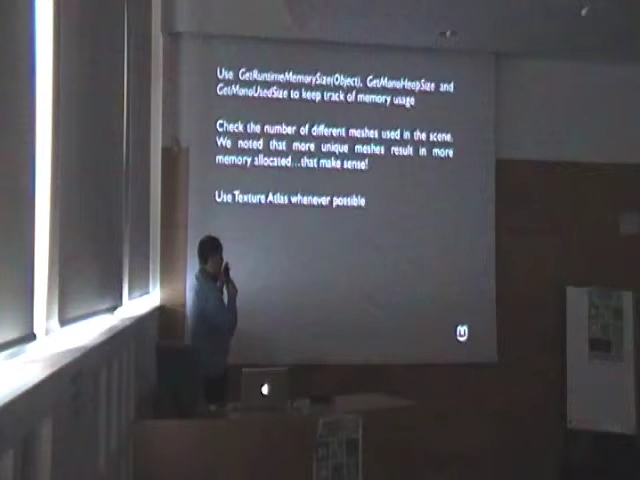 Use GetRuntimeMemorySize(Object), GetMonoHeapSize and
GetMonoUsedSize to keep track of memory usage
Check the number of different meshes used in the scene.
We noted that more unique meshes result in more
memory allocated...that make sense!
Use Texture Atlas whenever possible